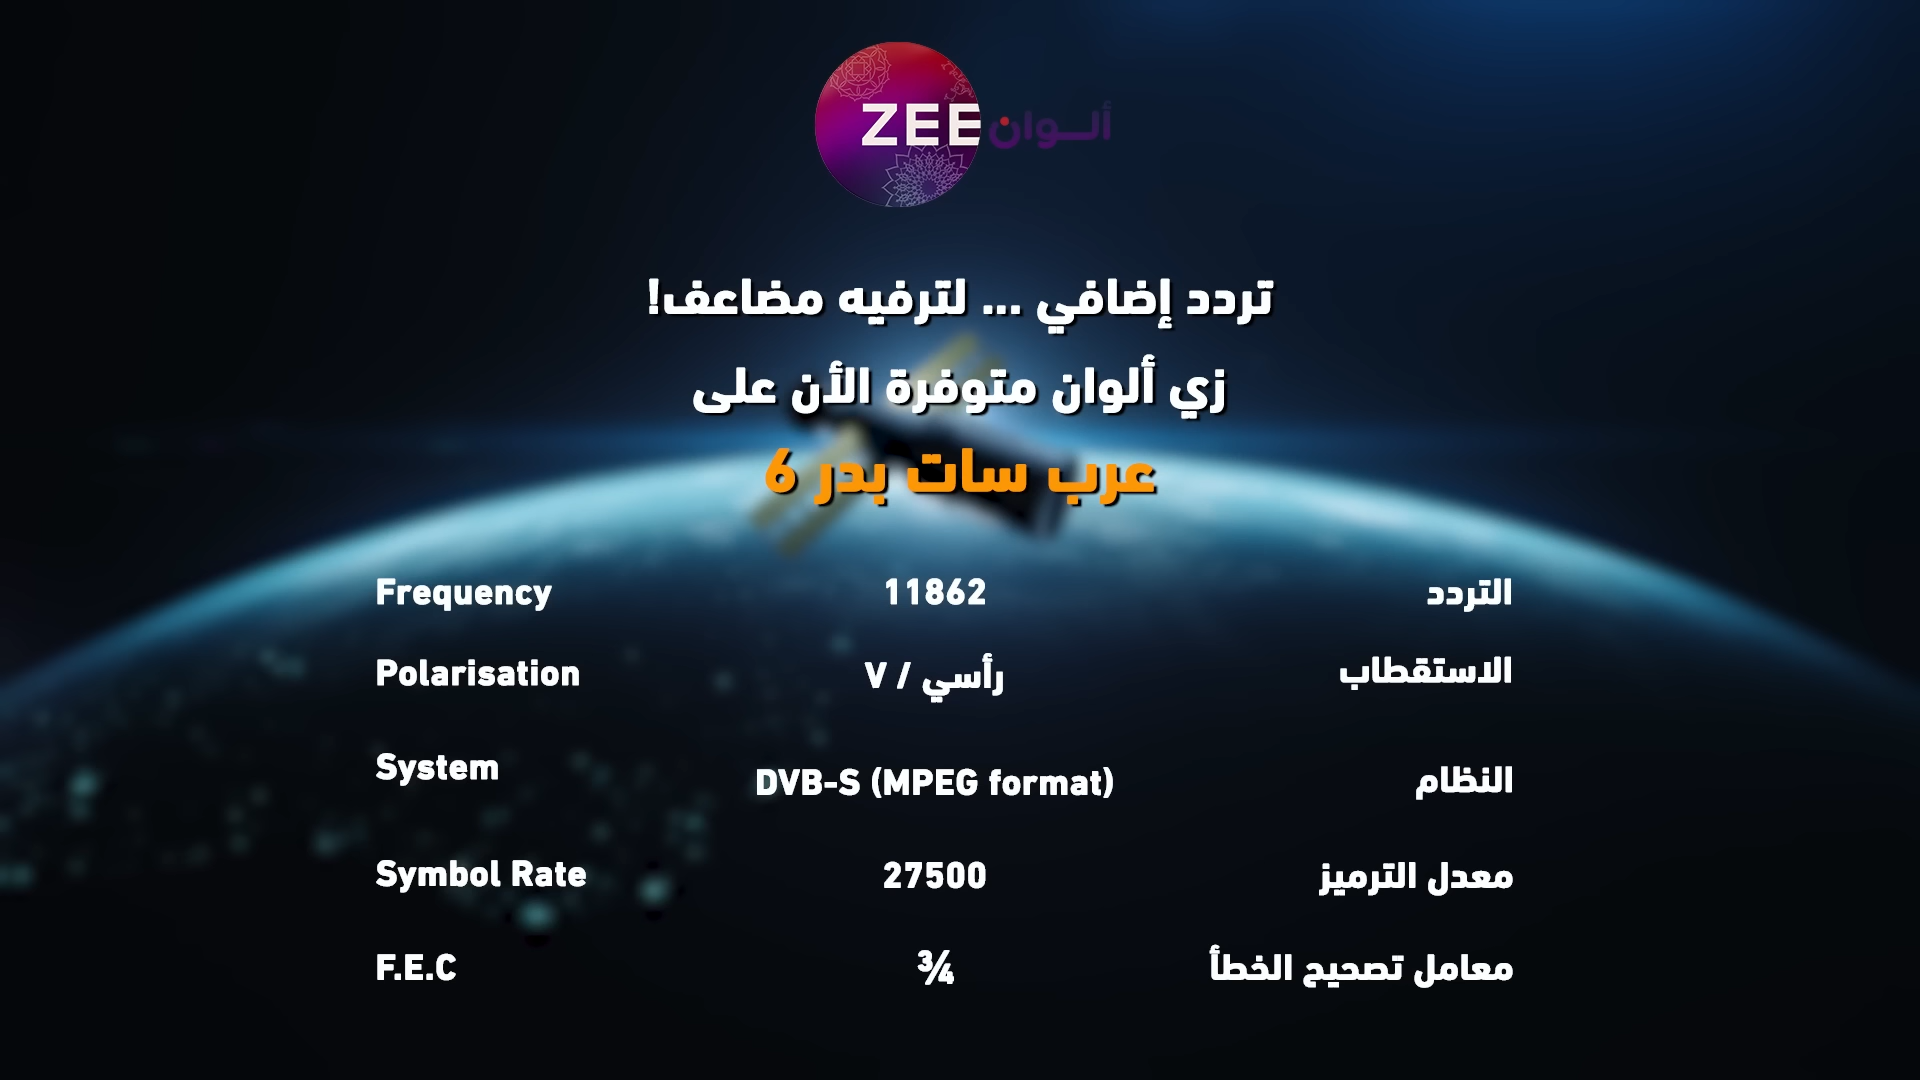 ZEE ألوان
تردد إضافي ... لترفيه مضاعف!
زي ألوان متوفرة الأن على
عرب سات بدر 6
Frequency 11862 التردد
Polarisation رأسي / V الاستقطاب
System DVB-S (MPEG format) النظام
Symbol Rate 27500 معدل الترميز
F.E.C ¾ معامل تصحيح الخطأ